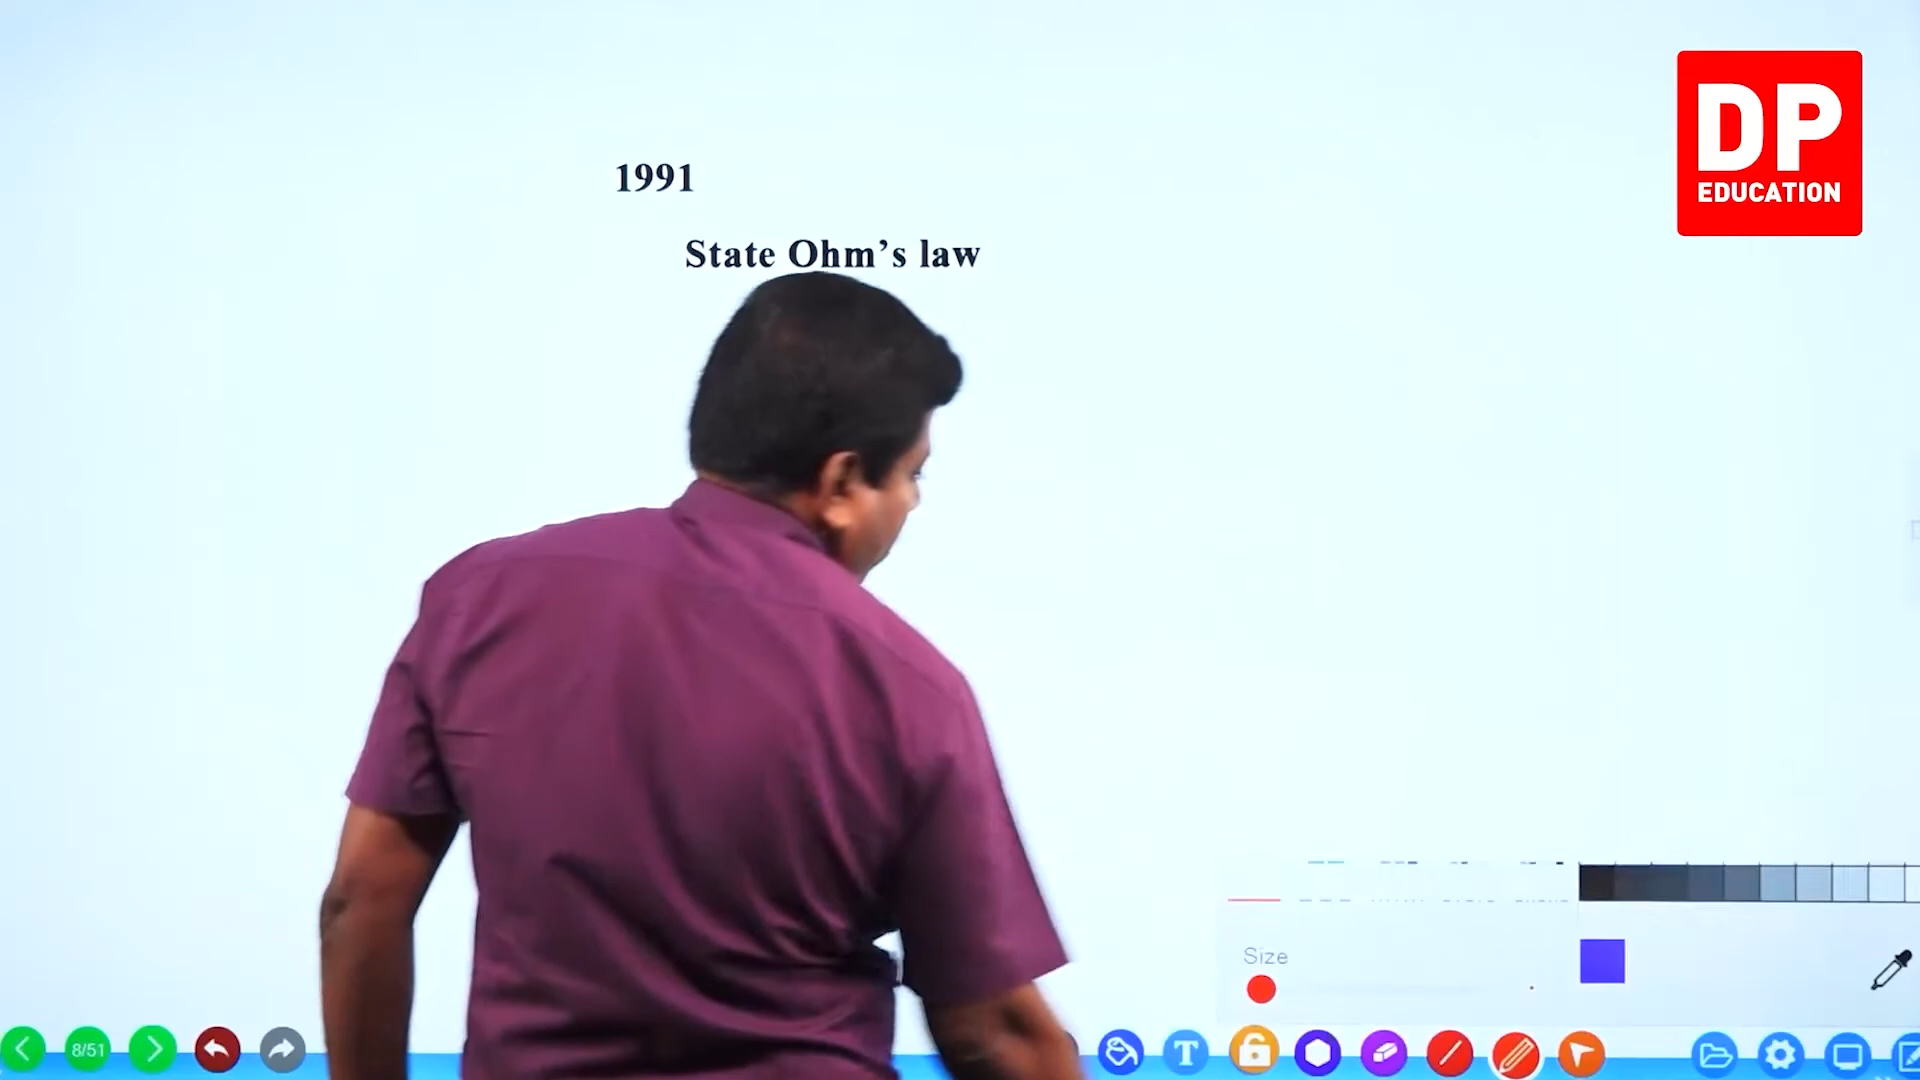 DP
EDUCATION
1991
State Ohm’s law
Size
8/51
T